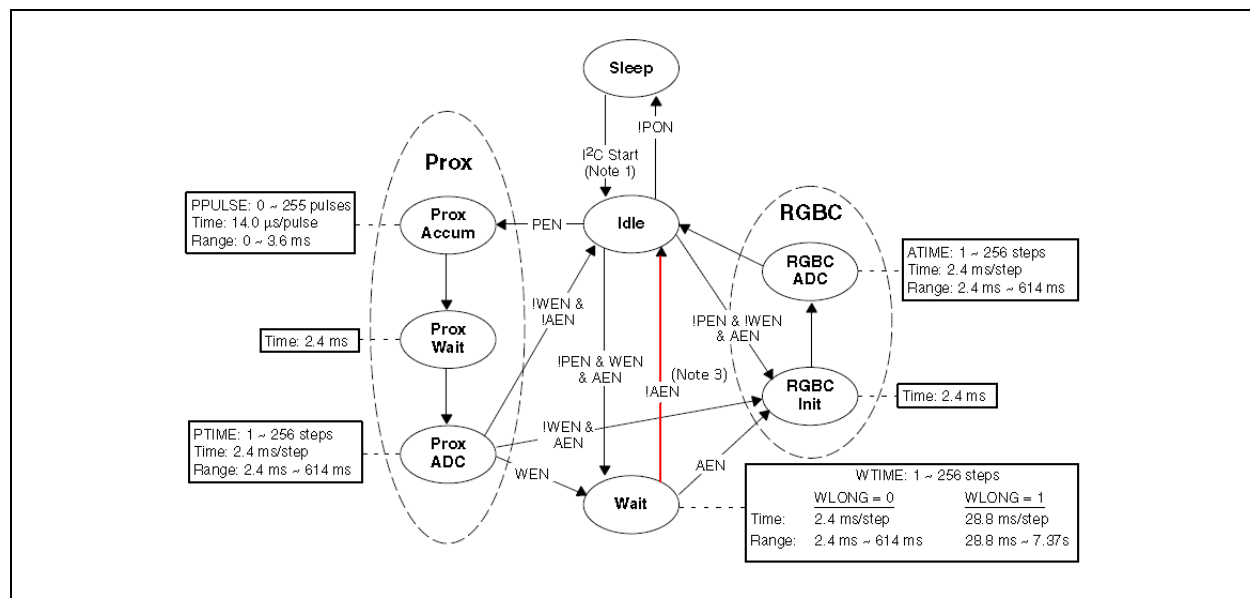 Sleep
!PON
I²C Start
(Note 1)
Prox
RGBC
PPULSE: 0 ~ 255 pulses
Time: 14.0 µs/pulse
Range: 0 ~ 3.6 ms
Prox
Accum
PEN
Idle
RGBC
ADC
ATIME: 1 ~ 256 steps
Time: 2.4 ms/step
Range: 2.4 ms ~ 614 ms
!WEN &
!AEN
!PEN & !WEN
& AEN
Time: 2.4 ms
Prox
Wait
!PEN & WEN
& AEN
!AEN
(Note 3)
RGBC
Init
Time: 2.4 ms
PTIME: 1 ~ 256 steps
Time: 2.4 ms/step
Range: 2.4 ms ~ 614 ms
Prox
ADC
!WEN &
AEN
WEN
AEN
Wait
WTIME: 1 ~ 256 steps
WLONG = 0 WLONG = 1
Time: 2.4 ms/step 28.8 ms/step
Range: 2.4 ms ~ 614 ms 28.8 ms ~ 7.37s